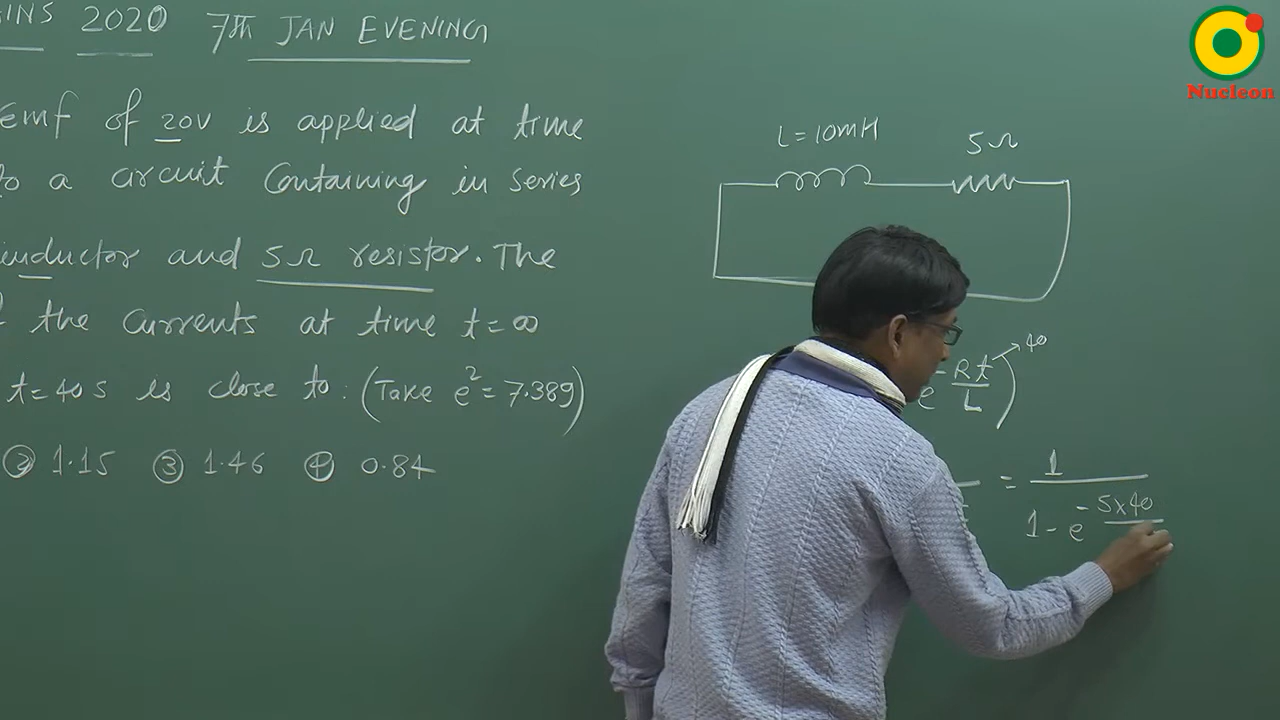 INS 2020 7th JAN EVENING
emf of 20V is applied at time
to a circuit Containing in series
inductor and 5Ω resistor. The
the Currents at time t=∞
t=40s is close to: (Take e²=7.389)
② 1.15 ③ 1.46 ④ 0.84
L=10mH 5Ω
e^-Rt/L) 40
= 1/1-e^-5×40
Nucleon